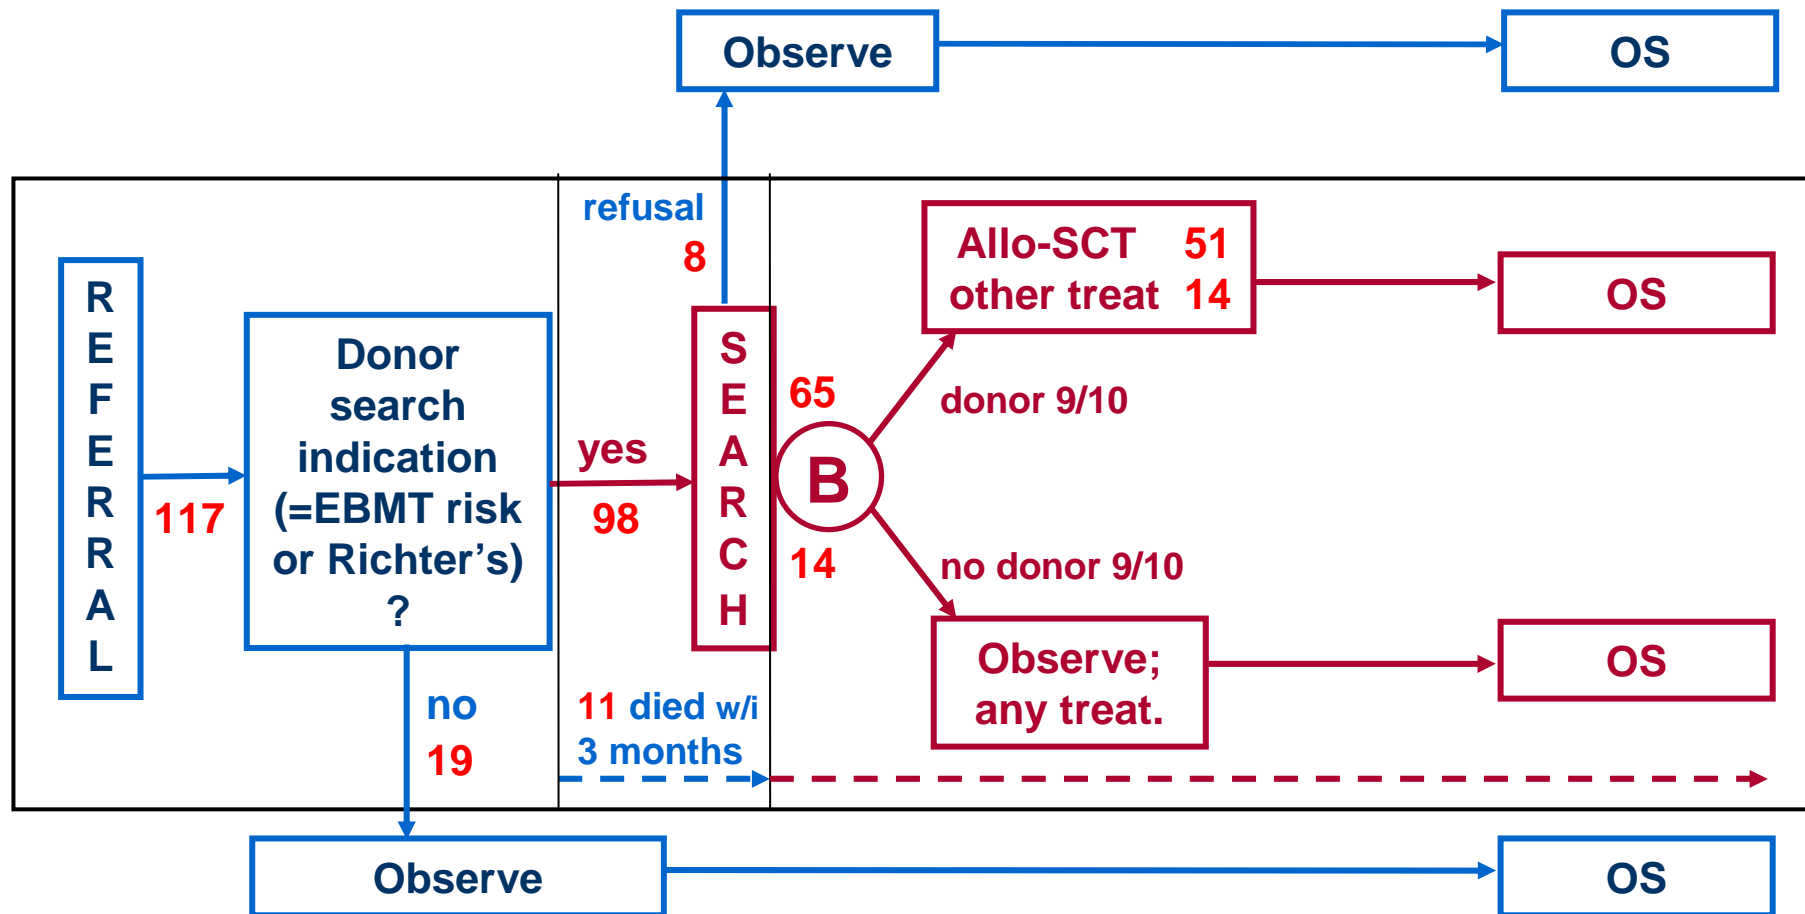 Observe
OS
refusal
8
REFERRAL
117
Donor
search
indication
(=EBMT risk
or Richter's)
?
yes
98
SEARCH
65
B
14
Allo-SCT 51
other treat 14
donor 9/10
OS
no donor 9/10
Observe;
any treat.
OS
no
19
11 died w/i
3 months
Observe
OS